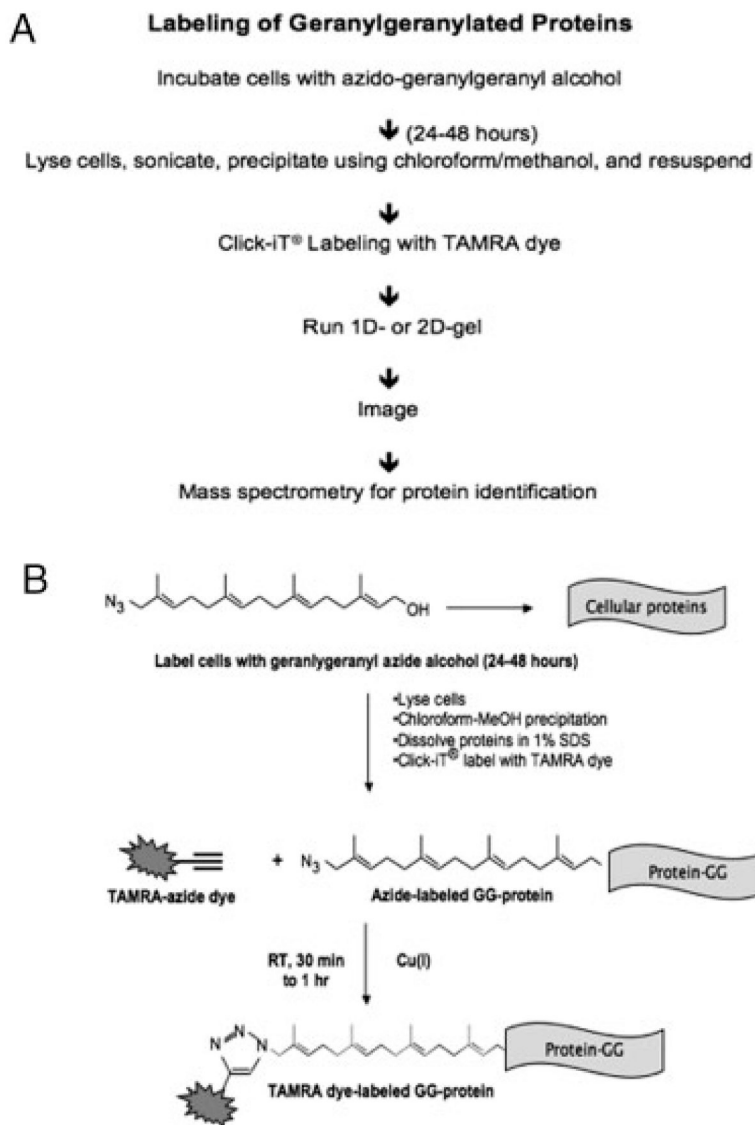 A
Labeling of Geranylgeranylated Proteins
Incubate cells with azido-geranylgeranyl alcohol
(24-48 hours)
Lyse cells, sonicate, precipitate using chloroform/methanol, and resuspend
Click-iT® Labeling with TAMRA dye
Run 1D- or 2D-gel
Image
Mass spectrometry for protein identification
B
N3
OH
Cellular proteins
Label cells with geranlygeranyl azide alcohol (24-48 hours)
•Lyse cells
•Chloroform-MeOH precipitation
•Dissolve proteins in 1% SDS
•Click-iT® label with TAMRA dye
+
N3
Protein-GG
TAMRA-azide dye
Azide-labeled GG-protein
RT, 30 min
to 1 hr
Cu(I)
N
N
N
Protein-GG
TAMRA dye-labeled GG-protein